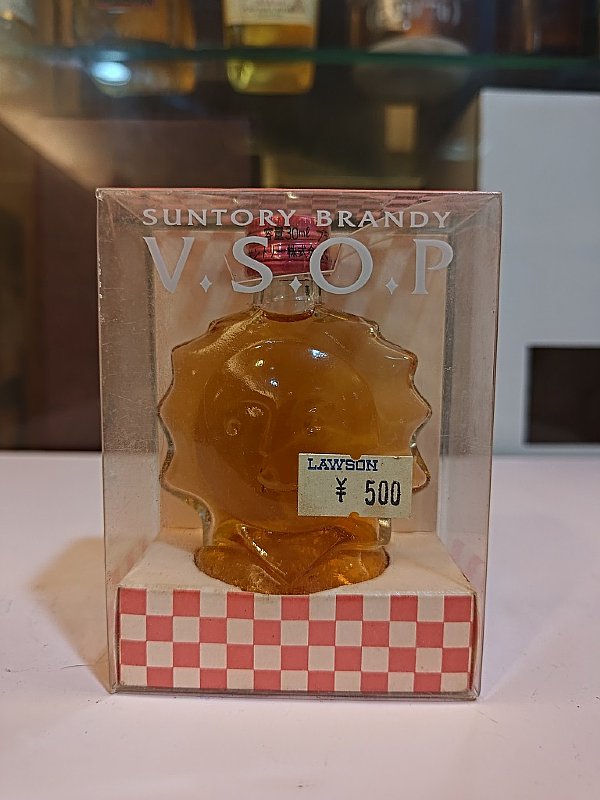 SUNTORY BRANDY
V.S.O.P
LAWSON
¥ 500